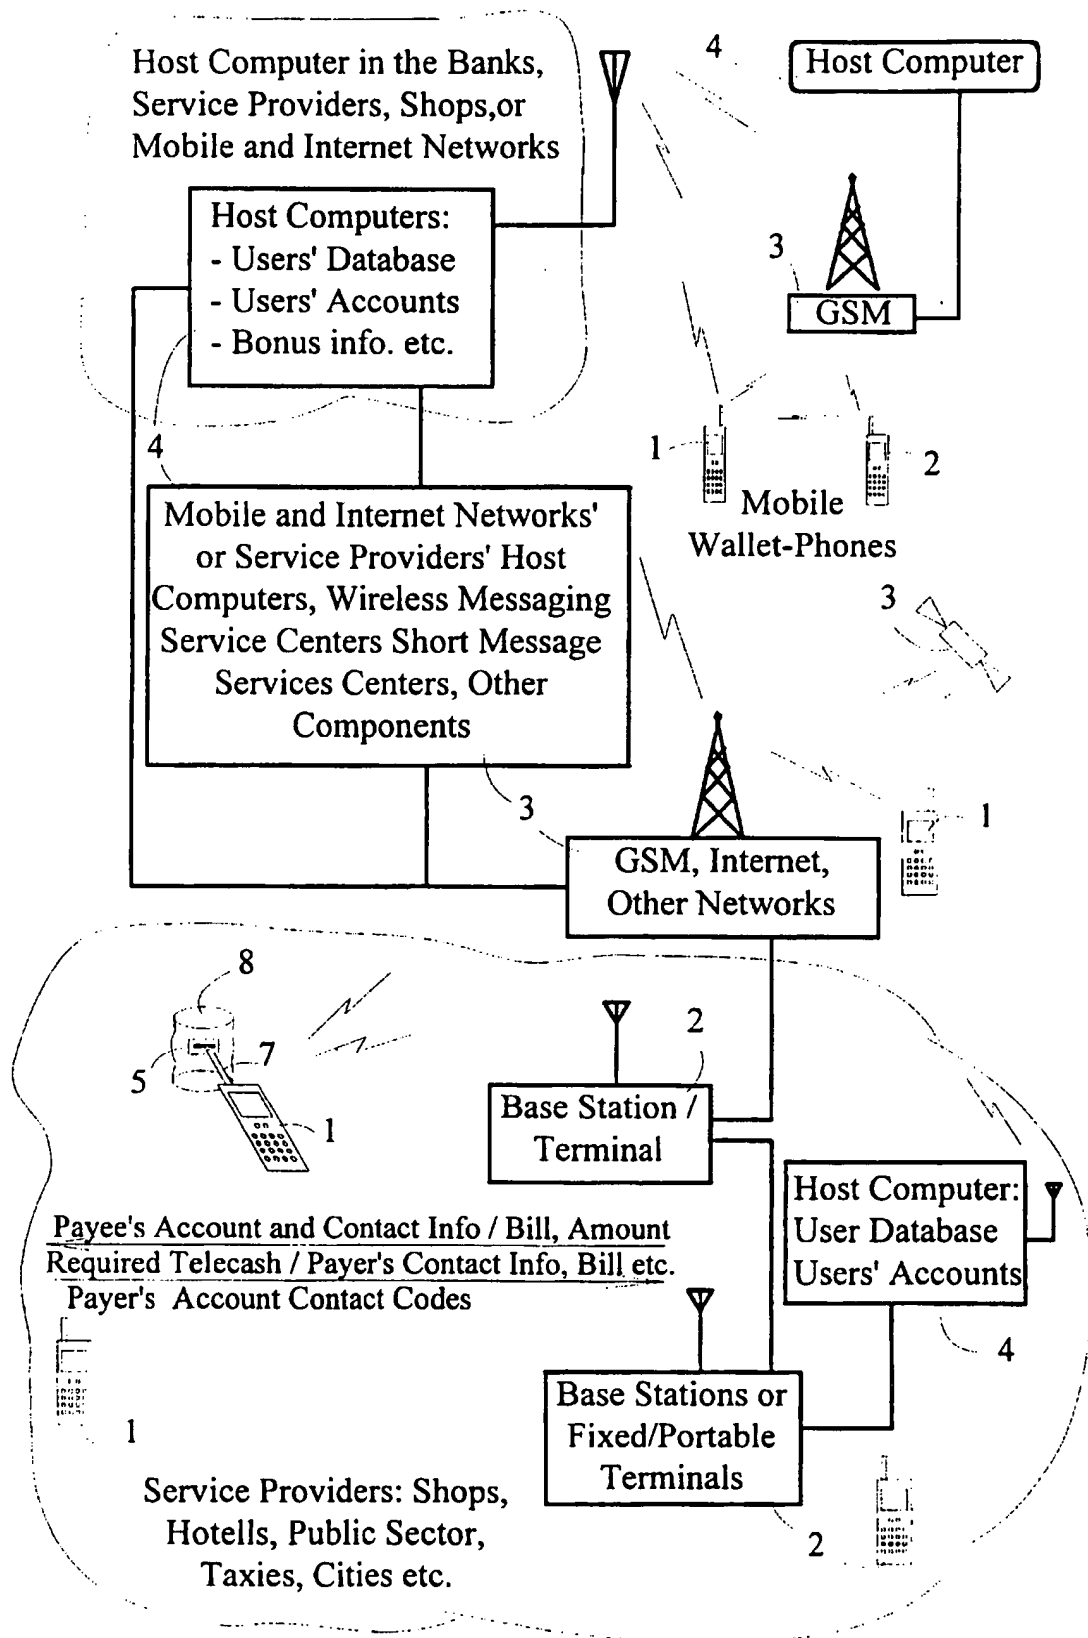 4
Host Computer in the Banks,
Service Providers, Shops,or
Mobile and Internet Networks
Host Computer
Host Computers:
- Users' Database
- Users' Accounts
- Bonus info. etc.
3
GSM
4
1
2
Mobile
Wallet-Phones
Mobile and Internet Networks'
or Service Providers' Host
Computers, Wireless Messaging
Service Centers Short Message
Services Centers, Other
Components
3
3
1
GSM, Internet,
Other Networks
8
5
7
1
2
Base Station /
Terminal
Host Computer:
User Database
Users' Accounts
4
Payee's Account and Contact Info / Bill, Amount
Required Telecash / Payer's Contact Info, Bill etc.
Payer's Account Contact Codes
1
Base Stations or
Fixed/Portable
Terminals
2
Service Providers: Shops,
Hotells, Public Sector,
Taxies, Cities etc.